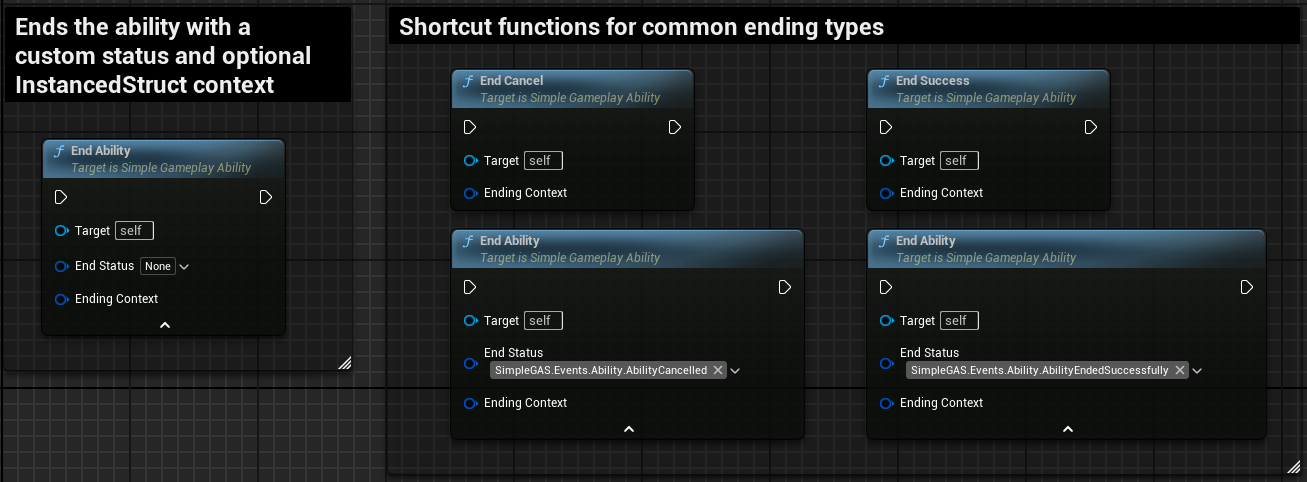 Ends the ability with a
custom status and optional
InstancedStruct context
End Ability
Target is Simple Gameplay Ability
Target self
End Status None
Ending Context
Shortcut functions for common ending types
End Cancel
Target is Simple Gameplay Ability
Target self
Ending Context
End Success
Target is Simple Gameplay Ability
Target self
Ending Context
End Ability
Target is Simple Gameplay Ability
Target self
End Status
SimpleGAS.Events.Ability.AbilityCancelled
Ending Context
End Ability
Target is Simple Gameplay Ability
Target self
End Status
SimpleGAS.Events.Ability.AbilityEndedSuccessfully
Ending Context